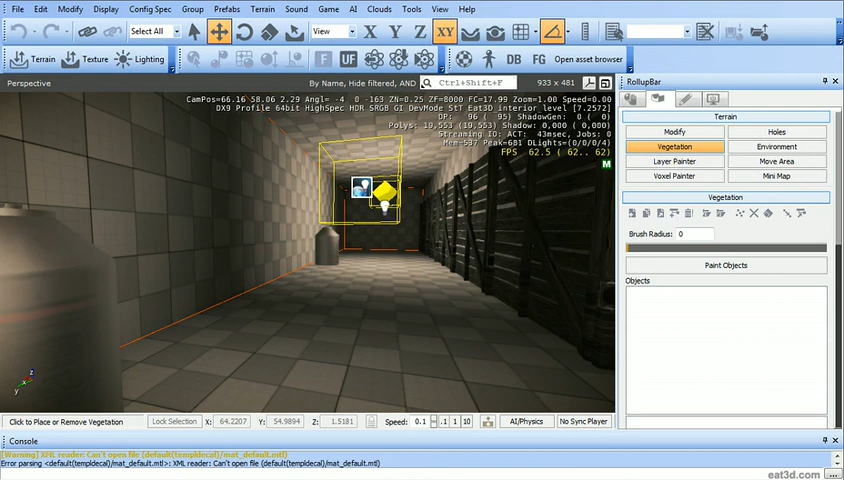 File Edit Modify Display Config Spec Group Prefabs Terrain Sound Game AI Clouds Tools View Help
Select All View X Y Z XY
Terrain Texture Lighting F UF DB FG Open asset browser
Perspective By Name, Hide filtered, AND Ctrl+Shift+F 933 x 481
CamPos=66.16 58.06 2.29 Angl= -4 0 -163 ZN=0.25 ZF=8000 FC=17.99 Zoom=1.00 Speed=0.00
DX9 Profile 64bit HighSpec HDR SRGB GI DevMode StT Eat3D interior level [7.2572]
DP: 96 ( 95) ShadowGen: 0 ( 0)
Polys: 19,553 (19,553) Shadow: 0,000 ( 0,000)
Streaming IO: ACT: 43msec, Jobs: 0
Mem=537 Peak=681 DLights=(0/0/0/4)
FPS 62.5 ( 62.. 62)
M
z
x
y
RollupBar
Terrain
Modify Holes
Vegetation Environment
Layer Painter Move Area
Voxel Painter Mini Map
Vegetation
Brush Radius: 0
Paint Objects
Objects
Click to Place or Remove Vegetation Lock Selection X: 64.2207 Y: 54.9894 Z: 1.5181 Speed: 0.1 .1 1 10 AI/Physics No Sync Player
Console
[Warning] XML reader: Can't open file (default(templdecal)/mat_default.mtl)
Error parsing <default(templdecal)/mat_default.mtl>: XML reader: Can't open file (default(templdecal)/mat_default.mtl)
eat3d.com